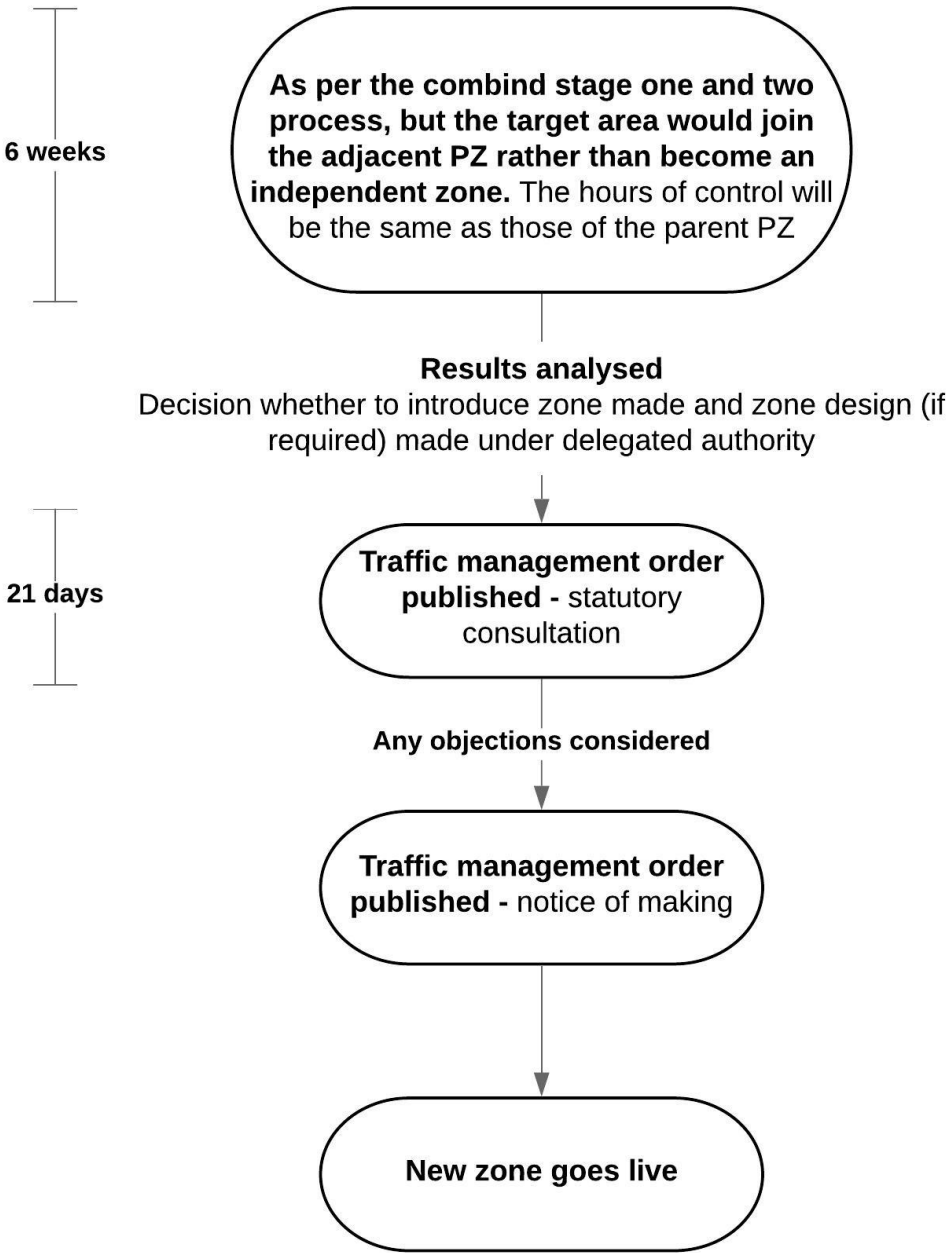 As per the combind stage one and two
process, but the target area would join
6 weeks
the adjacent PZ rather than become an
independent zone. The hours of control will
be the same as those of the parent PZ
Results analysed
Decision whether to introduce zone made and zone design (if
required) made under delegated authority
Traffic management order
21 days
published - statutory
consultation
Any objections considered
Traffic management order
published - notice of making
New zone goes live